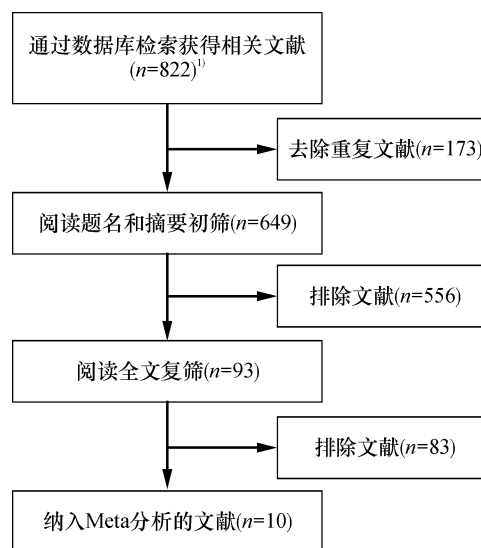 通过数据库检索获得相关文献
(n=822)1)
去除重复文献(n=173)
阅读题名和摘要初筛(n=649)
排除文献(n=556)
阅读全文复筛(n=93)
排除文献(n=83)
纳入Meta分析的文献(n=10)